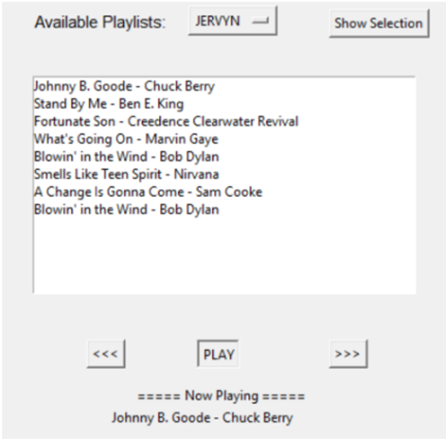 Available Playlists: JERVYN Show Selection
Johnny B. Goode - Chuck Berry
Stand By Me - Ben E. King
Fortunate Son - Creedence Clearwater Revival
What's Going On - Marvin Gaye
Blowin' in the Wind - Bob Dylan
Smells Like Teen Spirit - Nirvana
A Change Is Gonna Come - Sam Cooke
Blowin' in the Wind - Bob Dylan
<<< PLAY >>>
===== Now Playing =====
Johnny B. Goode - Chuck Berry